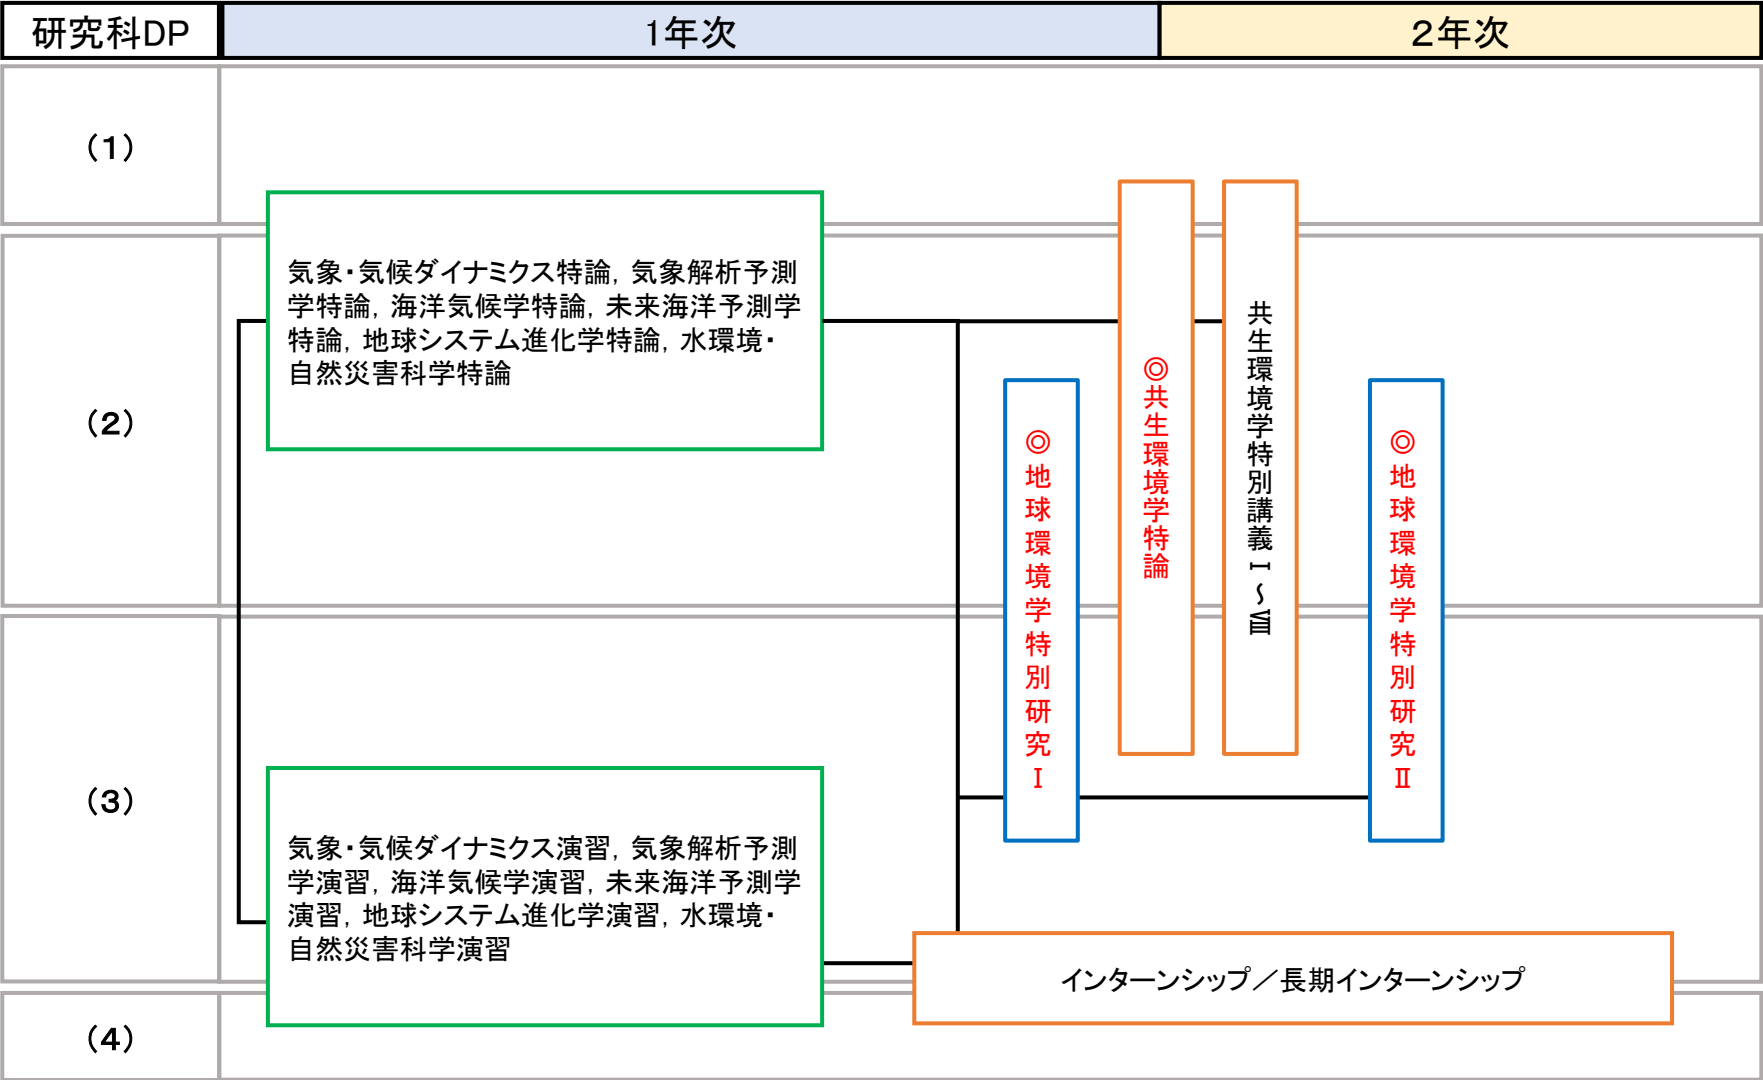 研究科DP
1年次
２年次
（１）
気象・気候ダイナミクス特論，気象解析予測
学特論，海洋気候学特論，未来海洋予測学
特論，地球システム進化学特論，水環境・
自然災害科学特論
（２）
◎地球環境学特別研究Ⅰ
◎共生環境学特論
共生環境学特別講義Ⅰ～Ⅷ
◎地球環境学特別研究Ⅱ
（３）
気象・気候ダイナミクス演習，気象解析予測
学演習，海洋気候学演習，未来海洋予測学
演習，地球システム進化学演習，水環境・
自然災害科学演習
インターンシップ／長期インターンシップ
（４）